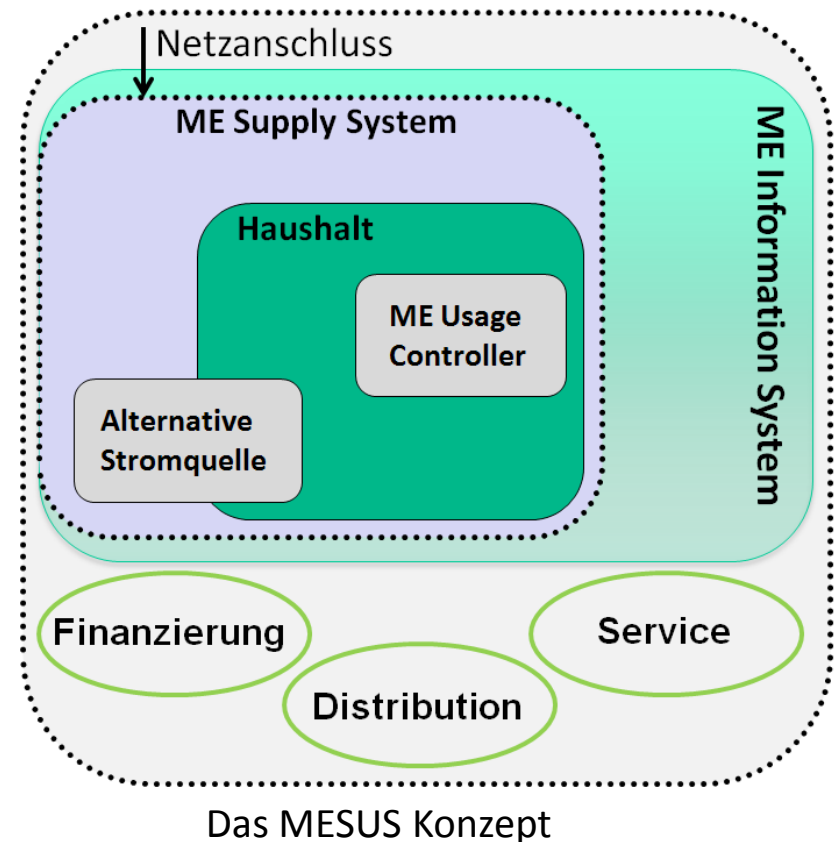 Netzanschluss
ME Supply System
ME Information System
Haushalt
ME Usage
Controller
Alternative
Stromquelle
Finanzierung
Service
Distribution
Das MESUS Konzept